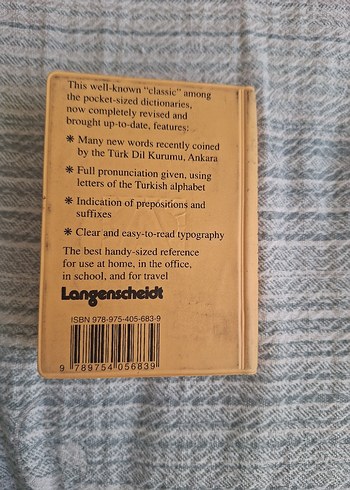 This well-known “classic” among
the pocket-sized dictionaries,
now completely revised and
brought up-to-date, features:
✻ Many new words recently coined
by the Türk Dil Kurumu, Ankara
✻ Full pronunciation given, using
letters of the Turkish alphabet
✻ Indication of prepositions and
suffixes
✻ Clear and easy-to-read typography
The best handy-sized reference
for use at home, in the office,
in school, and for travel
Langenscheidt
ISBN 978-975-405-683-9
9 789754 056839